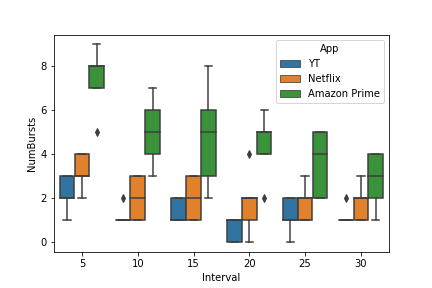 App
YT
Netflix
Amazon Prime
NumBursts
8
6
4
2
0
5 10 15 20 25 30
Interval